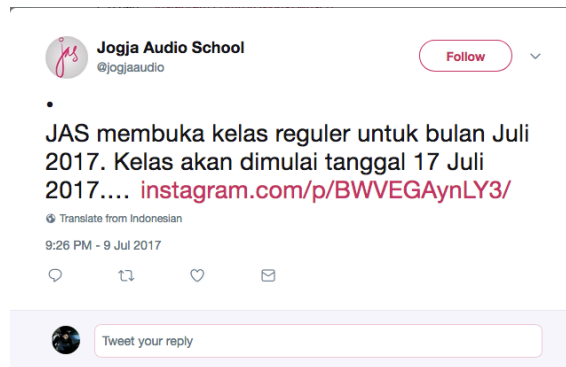 jas
Jogja Audio School
@jogjaaudio
Follow
.
JAS membuka kelas reguler untuk bulan Juli
2017. Kelas akan dimulai tanggal 17 Juli
2017.... instagram.com/p/BWVEGAynLY3/
Translate from Indonesian
9:26 PM - 9 Jul 2017
Tweet your reply